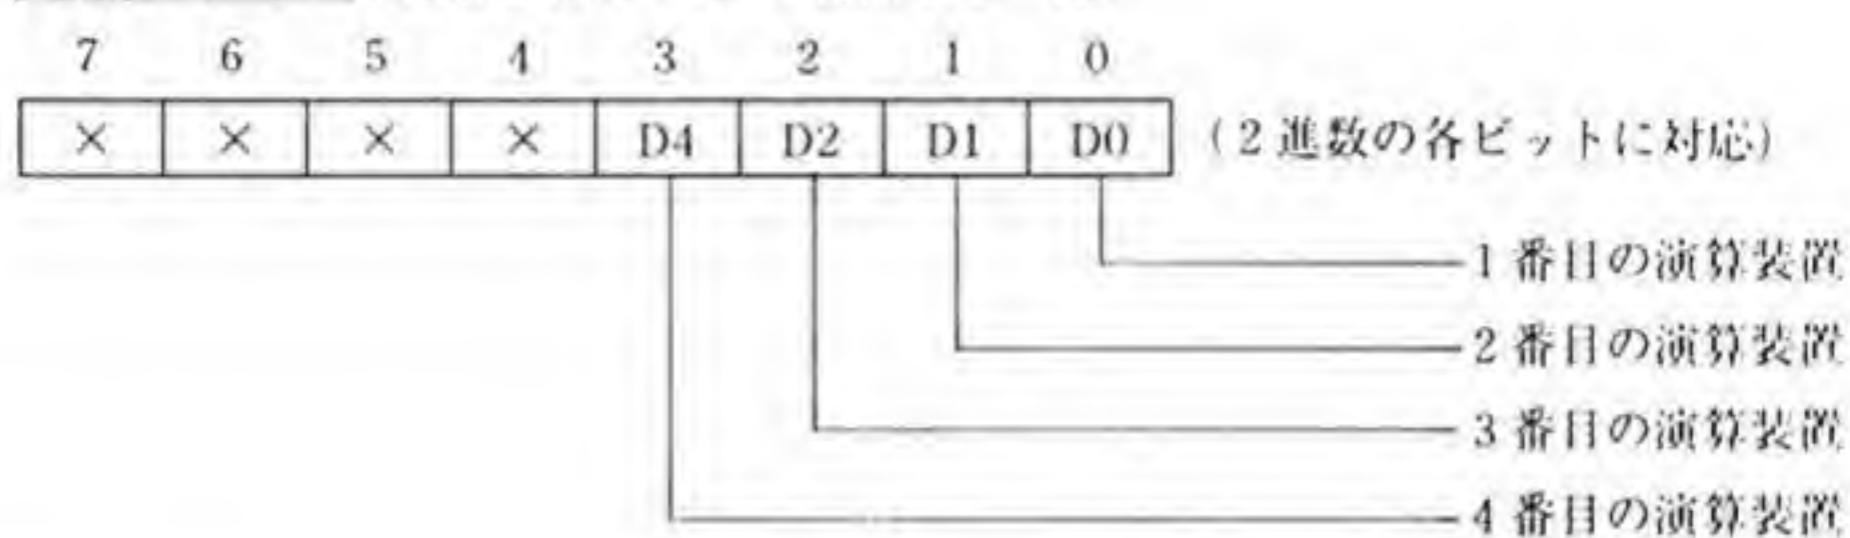 7 6 5 4 3 2 1 0
× × × × D4 D2 D1 D0 (2進数の各ビットに対応)
1番目の演算装置
2番目の演算装置
3番目の演算装置
4番目の演算装置